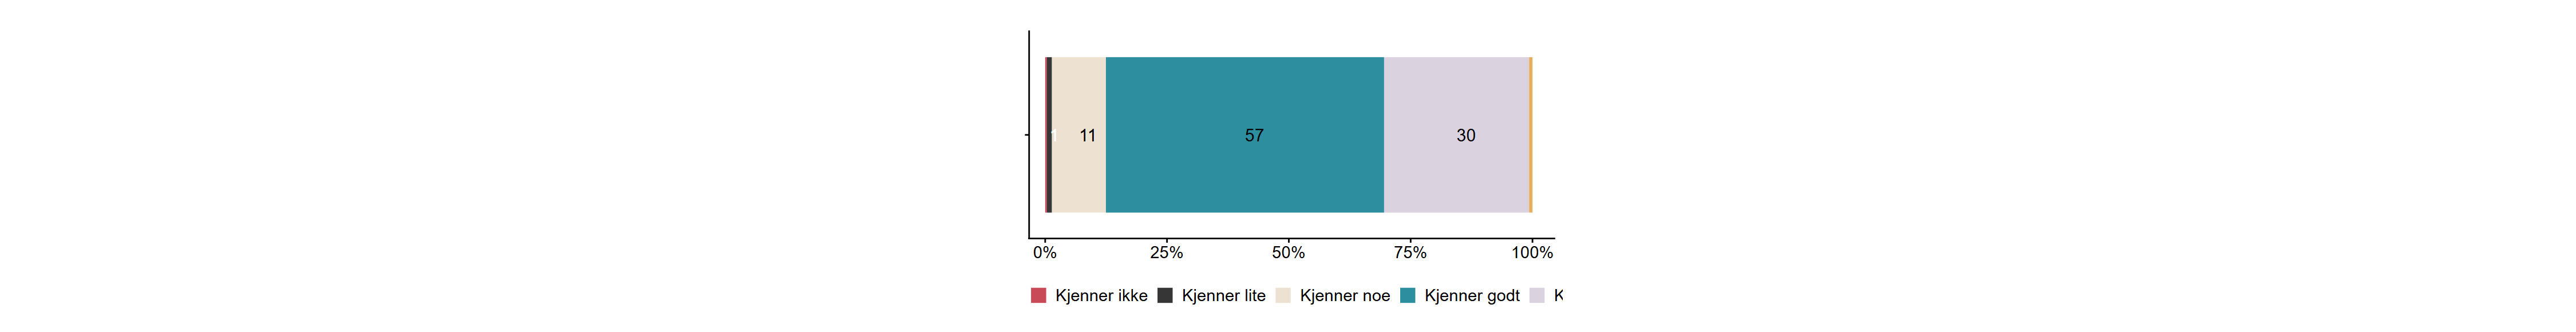 1 11 57 30
0% 25% 50% 75% 100%
Kjenner ikke Kjenner lite Kjenner noe Kjenner godt K